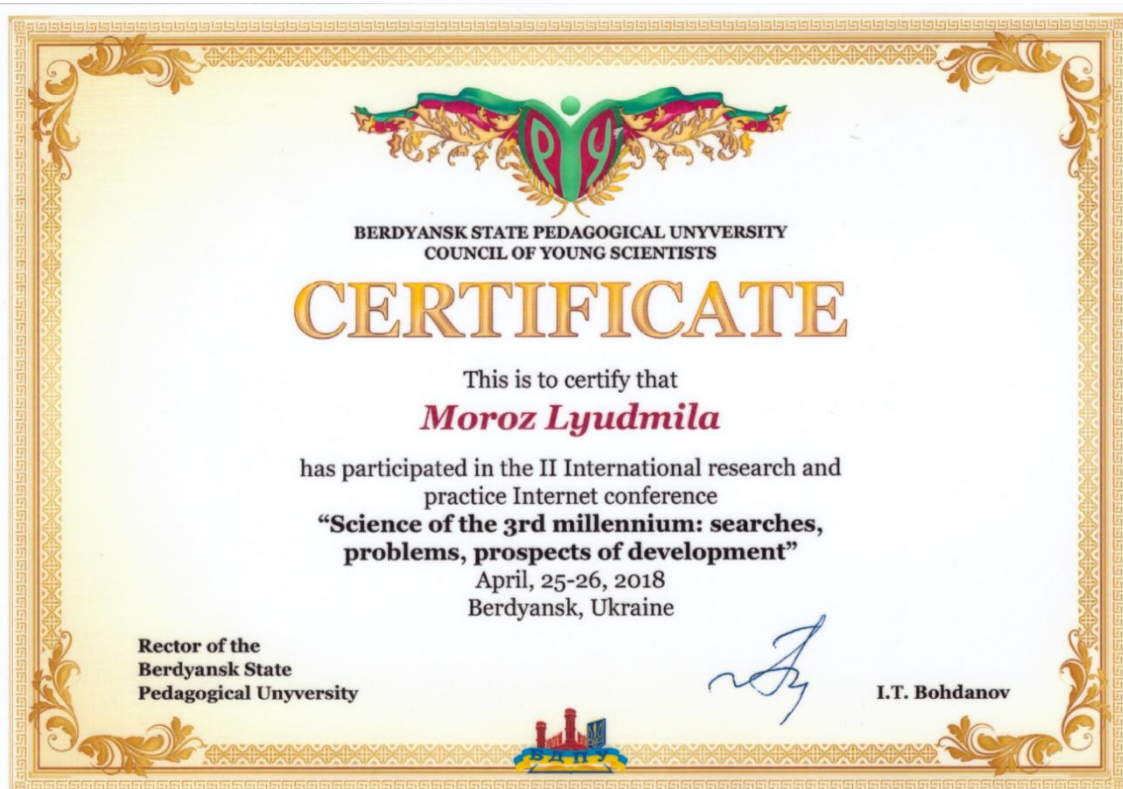 РУ
BERDYANSK STATE PEDAGOGICAL UNYVERSITY
COUNCIL OF YOUNG SCIENTISTS
CERTIFICATE
This is to certify that
Moroz Lyudmila
has participated in the II International research and
practice Internet conference
“Science of the 3rd millennium: searches,
problems, prospects of development”
April, 25-26, 2018
Berdyansk, Ukraine
Rector of the
Berdyansk State
Pedagogical Unyversity
I.T. Bohdanov
БДПУ